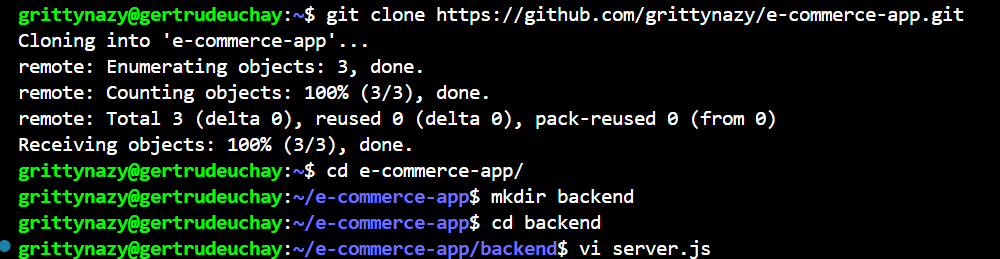 grittynazy@gertrudeuchay:~$ git clone https://github.com/grittynazy/e-commerce-app.git
Cloning into 'e-commerce-app'...
remote: Enumerating objects: 3, done.
remote: Counting objects: 100% (3/3), done.
remote: Total 3 (delta 0), reused 0 (delta 0), pack-reused 0 (from 0)
Receiving objects: 100% (3/3), done.
grittynazy@gertrudeuchay:~$ cd e-commerce-app/
grittynazy@gertrudeuchay:~/e-commerce-app$ mkdir backend
grittynazy@gertrudeuchay:~/e-commerce-app$ cd backend
grittynazy@gertrudeuchay:~/e-commerce-app/backend$ vi server.js